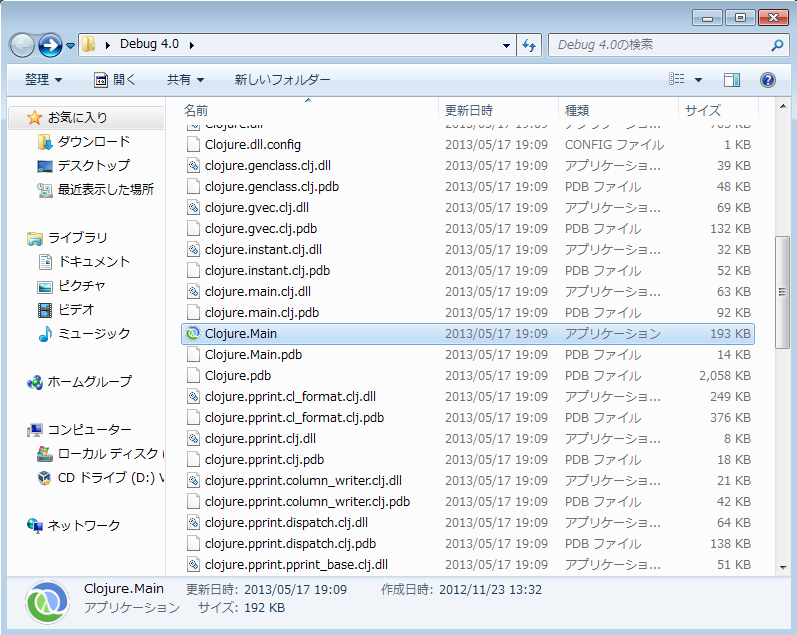 Debug 4.0
Debug 4.0の検索
整理 開く 共有 新しいフォルダー
お気に入り
ダウンロード
デスクトップ
最近表示した場所
ライブラリ
ドキュメント
ピクチャ
ビデオ
ミュージック
ホームグループ
コンピューター
ローカル ディスク (
CD ドライブ (D:) V
ネットワーク
名前 更新日時 種類 サイズ
Clojure.dll 2013/05/17 19:09 アプリケーショ... KB
Clojure.dll.config 2013/05/17 19:09 CONFIG ファイル 1 KB
clojure.genclass.clj.dll 2013/05/17 19:09 アプリケーショ... 39 KB
clojure.genclass.clj.pdb 2013/05/17 19:09 PDB ファイル 48 KB
clojure.gvec.clj.dll 2013/05/17 19:09 アプリケーショ... 69 KB
clojure.gvec.clj.pdb 2013/05/17 19:09 PDB ファイル 132 KB
clojure.instant.clj.dll 2013/05/17 19:09 アプリケーショ... 32 KB
clojure.instant.clj.pdb 2013/05/17 19:09 PDB ファイル 52 KB
clojure.main.clj.dll 2013/05/17 19:09 アプリケーショ... 63 KB
clojure.main.clj.pdb 2013/05/17 19:09 PDB ファイル 92 KB
Clojure.Main 2013/05/17 19:09 アプリケーション 193 KB
Clojure.Main.pdb 2013/05/17 19:09 PDB ファイル 14 KB
Clojure.pdb 2013/05/17 19:09 PDB ファイル 2,058 KB
clojure.pprint.cl_format.clj.dll 2013/05/17 19:09 アプリケーショ... 249 KB
clojure.pprint.cl_format.clj.pdb 2013/05/17 19:09 PDB ファイル 376 KB
clojure.pprint.clj.dll 2013/05/17 19:09 アプリケーショ... 8 KB
clojure.pprint.clj.pdb 2013/05/17 19:09 PDB ファイル 18 KB
clojure.pprint.column_writer.clj.dll 2013/05/17 19:09 アプリケーショ... 21 KB
clojure.pprint.column_writer.clj.pdb 2013/05/17 19:09 PDB ファイル 42 KB
clojure.pprint.dispatch.clj.dll 2013/05/17 19:09 アプリケーショ... 64 KB
clojure.pprint.dispatch.clj.pdb 2013/05/17 19:09 PDB ファイル 138 KB
clojure.pprint.pprint_base.clj.dll 2013/05/17 19:09 アプリケーショ... 51 KB
Clojure.Main 更新日時: 2013/05/17 19:09 作成日時: 2012/11/23 13:32
アプリケーション サイズ: 192 KB